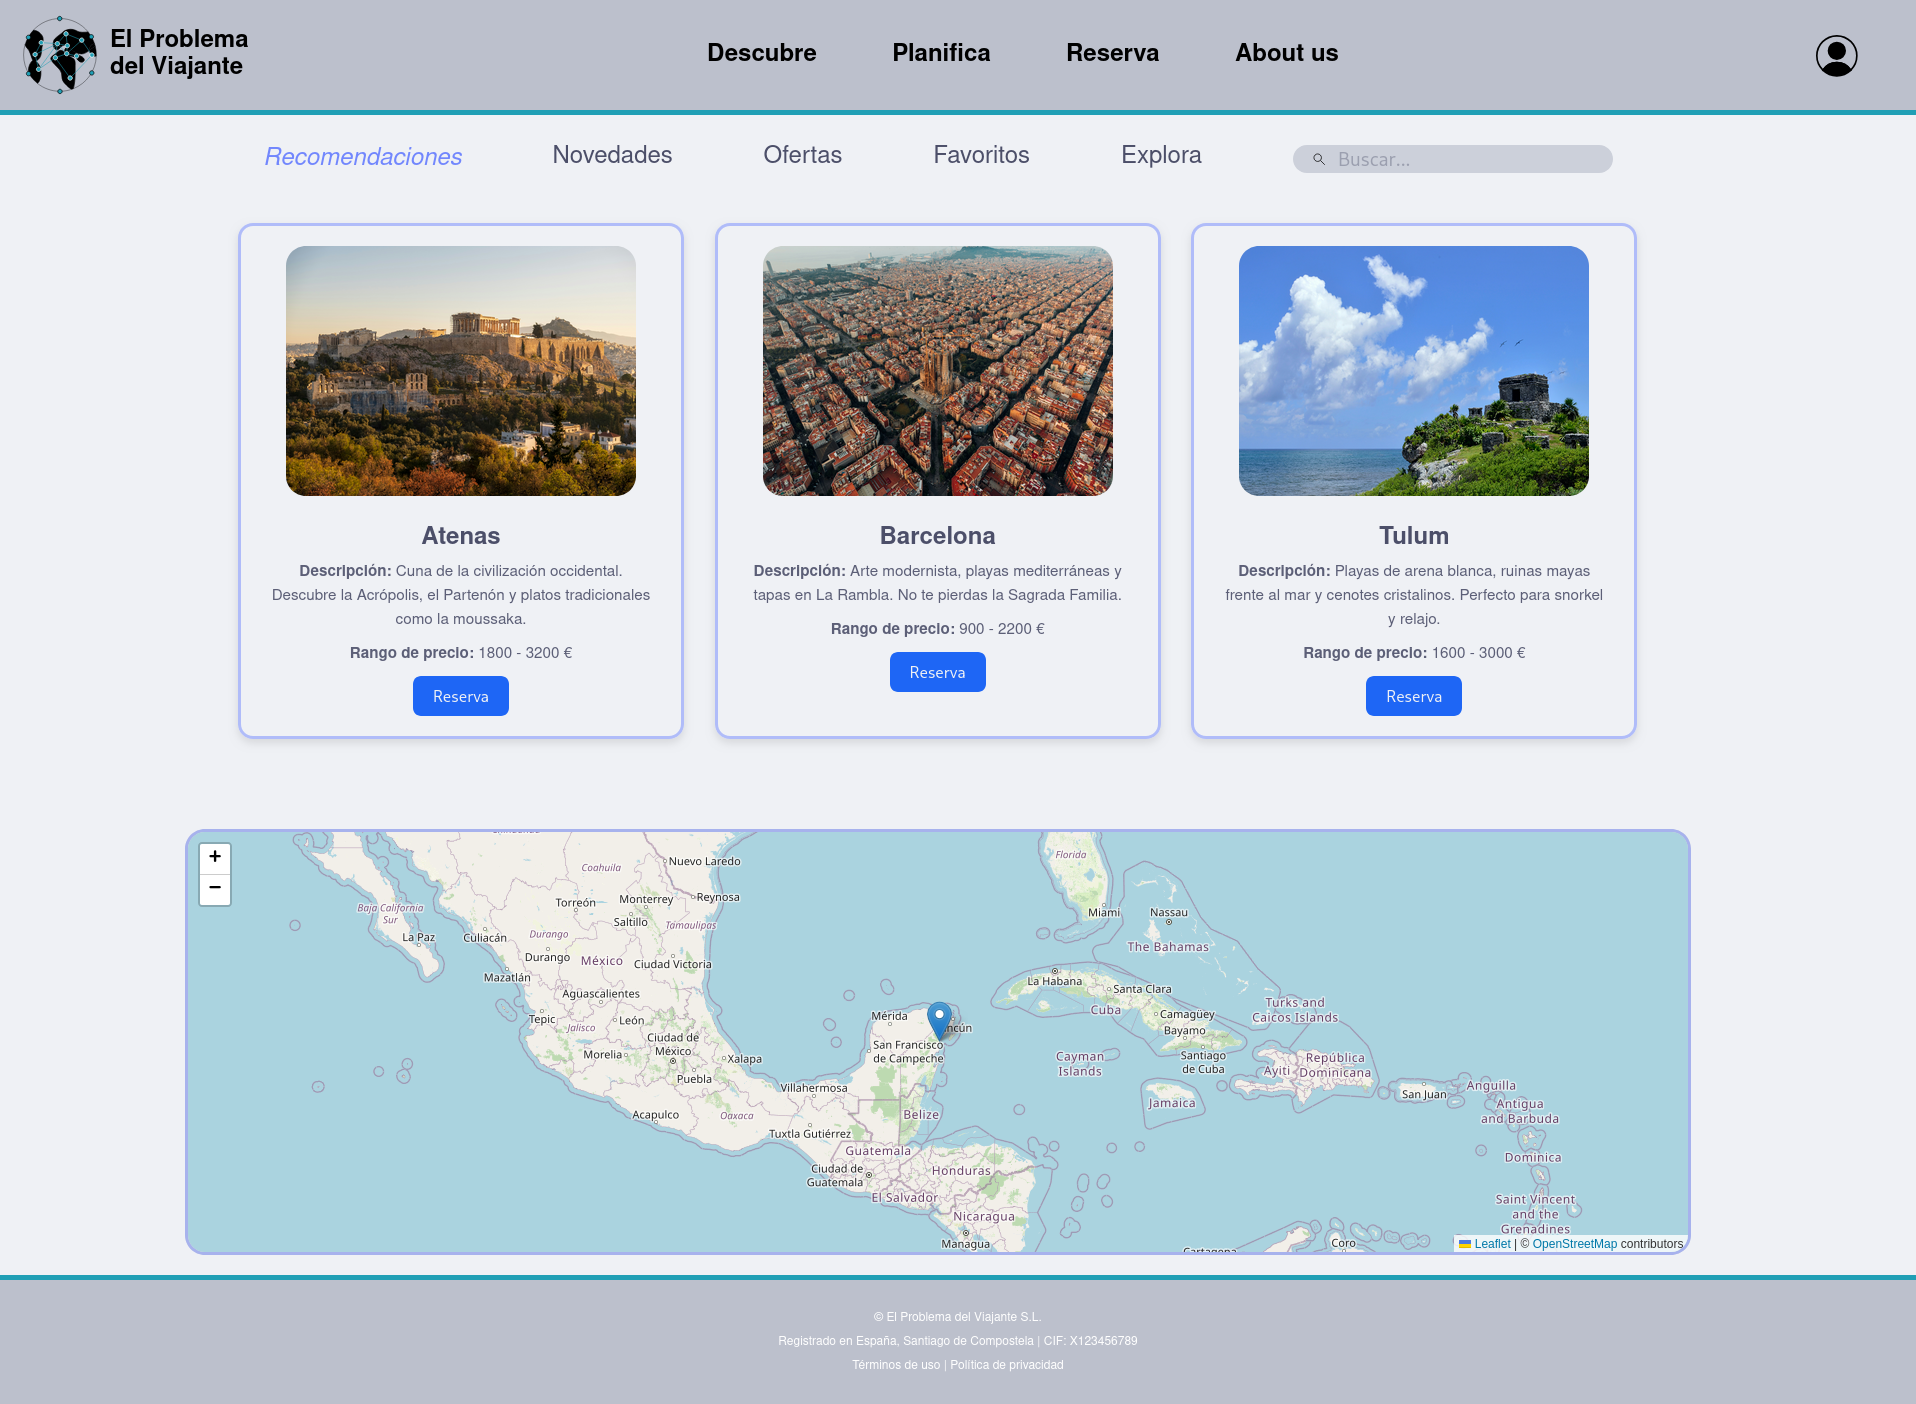 El Problema
del Viajante
Descubre
Planifica
Reserva
About us
Recomendaciones
Novedades
Ofertas
Favoritos
Explora
Buscar...
Atenas
Descripción: Cuna de la civilización occidental.
Descubre la Acrópolis, el Partenón y platos tradicionales
como la moussaka.
Rango de precio: 1800 - 3200 €
Reserva
Barcelona
Descripción: Arte modernista, playas mediterráneas y
tapas en La Rambla. No te pierdas la Sagrada Familia.
Rango de precio: 900 - 2200 €
Reserva
Tulum
Descripción: Playas de arena blanca, ruinas mayas
frente al mar y cenotes cristalinos. Perfecto para snorkel
y relajo.
Rango de precio: 1600 - 3000 €
Reserva
+
−
Nuevo Laredo
Coahuila
Torreón
Monterrey
Reynosa
Baja California
Sur
Saltillo
Tamaulipas
La Paz
Culiacán
Durango
Durango
México
Ciudad Victoria
Mazatlán
Aguascalientes
Tepic
Jalisco
León
Ciudad de
México
Morelia
Xalapa
Puebla
Villahermosa
Acapulco
Oaxaca
Tuxtla Gutiérrez
Mérida
San Francisco
de Campeche
Belize
Guatemala
Ciudad de
Guatemala
Honduras
El Salvador
Nicaragua
Managua
Florida
Miami
Nassau
The Bahamas
La Habana
Santa Clara
Cuba
Camagüey
Bayamo
Santiago
de Cuba
Turks and
Caicos Islands
Cayman
Islands
Jamaica
Ayiti
República
Dominicana
San Juan
Anguilla
Antigua
and Barbuda
Dominica
Saint Vincent
and the
Grenadines
Coro
Cartagena
Leaflet | © OpenStreetMap contributors
© El Problema del Viajante S.L.
Registrado en España, Santiago de Compostela | CIF: X123456789
Términos de uso | Política de privacidad